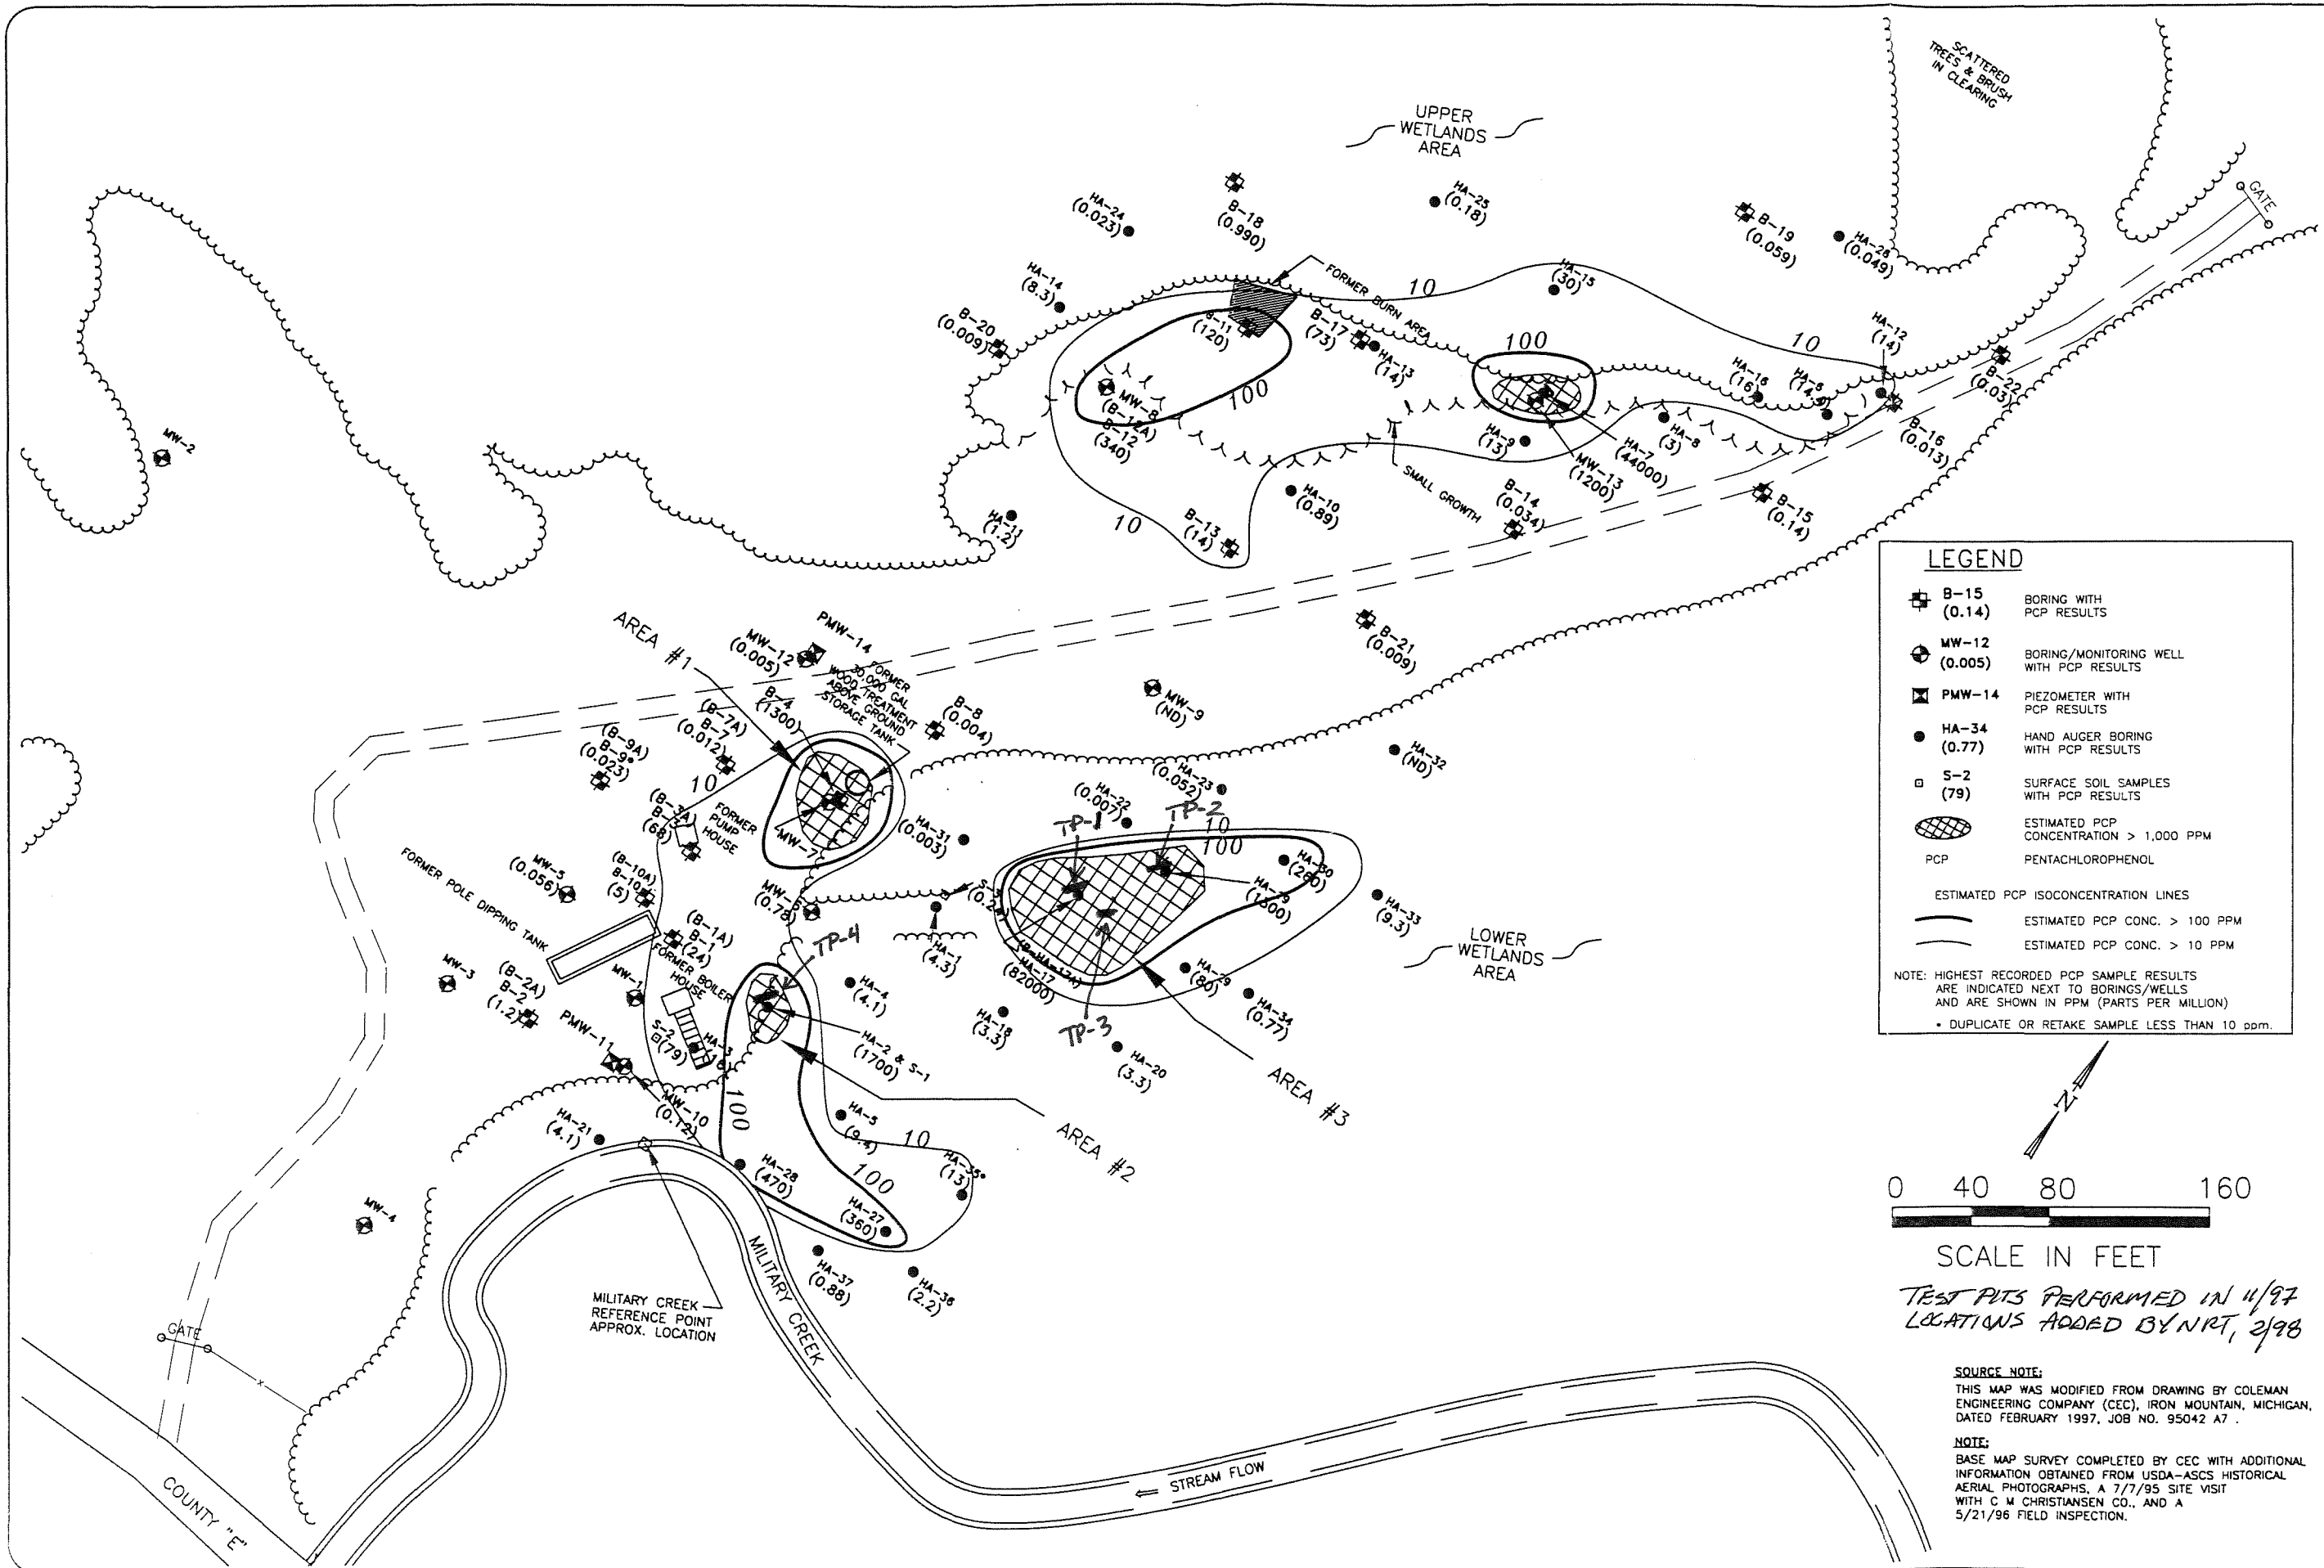 SCATTERED
TREES & BRUSH
IN CLEARING
UPPER
WETLANDS
AREA
GATE
HA-24
(0.023)
B-18
(0.990)
HA-25
(0.18)
B-19
(0.059)
HA-26
(0.049)
HA-14
(8.3)
FORMER BURN AREA
10
HA-15
(30)
B-20
(0.009)
B-11
(120)
B-17
(73)
HA-13
(14)
100
10
HA-12
(14)
HA-16
(16)
HA-6
B-22
(0.03)
MW-8
(B-12A)
B-12
(340)
100
HA-9
(13)
HA-8
(3)
HA-7
(44000)
MW-13
(1200)
B-16
(0.013)
MW-2
SMALL GROWTH
HA-11
(1.2)
10
B-13
(14)
HA-10
(0.89)
B-14
(0.034)
B-15
(0.14)
AREA #1
MW-12
(0.005)
PMW-14
FORMER
30,000 GAL
WOOD TREATMENT
ABOVE GROUND
STORAGE TANK
B-21
(0.009)
MW-9
(ND)
B-4
(1300)
B-8
(0.004)
(B-7A)
B-7
(0.012)
(B-9A)
B-9*
(0.023)
10
HA-32
(ND)
HA-23
(0.052)
HA-22
(0.007)
TP-1
TP-2
10
100
(B-3A)
B-3
(68)
FORMER
PUMP
HOUSE
MW-7
HA-31
(0.003)
HA-30
(260)
FORMER POLE DIPPING TANK
MW-5
(0.056)
(B-10A)
B-10
(5)
MW-6
(0.78)
S-3
HA-19
(1600)
HA-33
(9.3)
TP-4
(B-1A)
B-1
(24)
HA-1
(4.3)
LOWER
WETLANDS
AREA
MW-3
(B-2A)
B-2
(1.2)
MW-1
FORMER BOILER
HOUSE
HA-4
(4.1)
HA-17
(82000)
HA-29
(80)
HA-34
(0.77)
PMW-11
S-2
(79)
HA-3
HA-2 & S-1
(1700)
HA-18
(3.3)
TP-3
HA-20
(3.3)
AREA #3
MW-10
(0.12)
100
HA-21
(4.1)
HA-5
(9.4)
10
AREA #2
HA-28
(470)
100
HA-35*
(13)
MW-4
HA-27
(360)
HA-37
(0.88)
HA-36
(2.2)
MILITARY CREEK
REFERENCE POINT
APPROX. LOCATION
MILITARY CREEK
GATE
COUNTY "E"
⇐ STREAM FLOW
LEGEND
B-15
(0.14)
BORING WITH
PCP RESULTS
MW-12
(0.005)
BORING/MONITORING WELL
WITH PCP RESULTS
PMW-14
PIEZOMETER WITH
PCP RESULTS
HA-34
(0.77)
HAND AUGER BORING
WITH PCP RESULTS
S-2
(79)
SURFACE SOIL SAMPLES
WITH PCP RESULTS
ESTIMATED PCP
CONCENTRATION > 1,000 PPM
PCP PENTACHLOROPHENOL
ESTIMATED PCP ISOCONCENTRATION LINES
ESTIMATED PCP CONC. > 100 PPM
ESTIMATED PCP CONC. > 10 PPM
NOTE: HIGHEST RECORDED PCP SAMPLE RESULTS
ARE INDICATED NEXT TO BORINGS/WELLS
AND ARE SHOWN IN PPM (PARTS PER MILLION)
* DUPLICATE OR RETAKE SAMPLE LESS THAN 10 ppm.
N
0 40 80 160
SCALE IN FEET
TEST PITS PERFORMED IN 11/97
LOCATIONS ADDED BY NRT, 2/98
SOURCE NOTE:
THIS MAP WAS MODIFIED FROM DRAWING BY COLEMAN
ENGINEERING COMPANY (CEC), IRON MOUNTAIN, MICHIGAN,
DATED FEBRUARY 1997, JOB NO. 95042 A7 .
NOTE:
BASE MAP SURVEY COMPLETED BY CEC WITH ADDITIONAL
INFORMATION OBTAINED FROM USDA-ASCS HISTORICAL
AERIAL PHOTOGRAPHS, A 7/7/95 SITE VISIT
WITH C M CHRISTIANSEN CO., AND A
5/21/96 FIELD INSPECTION.